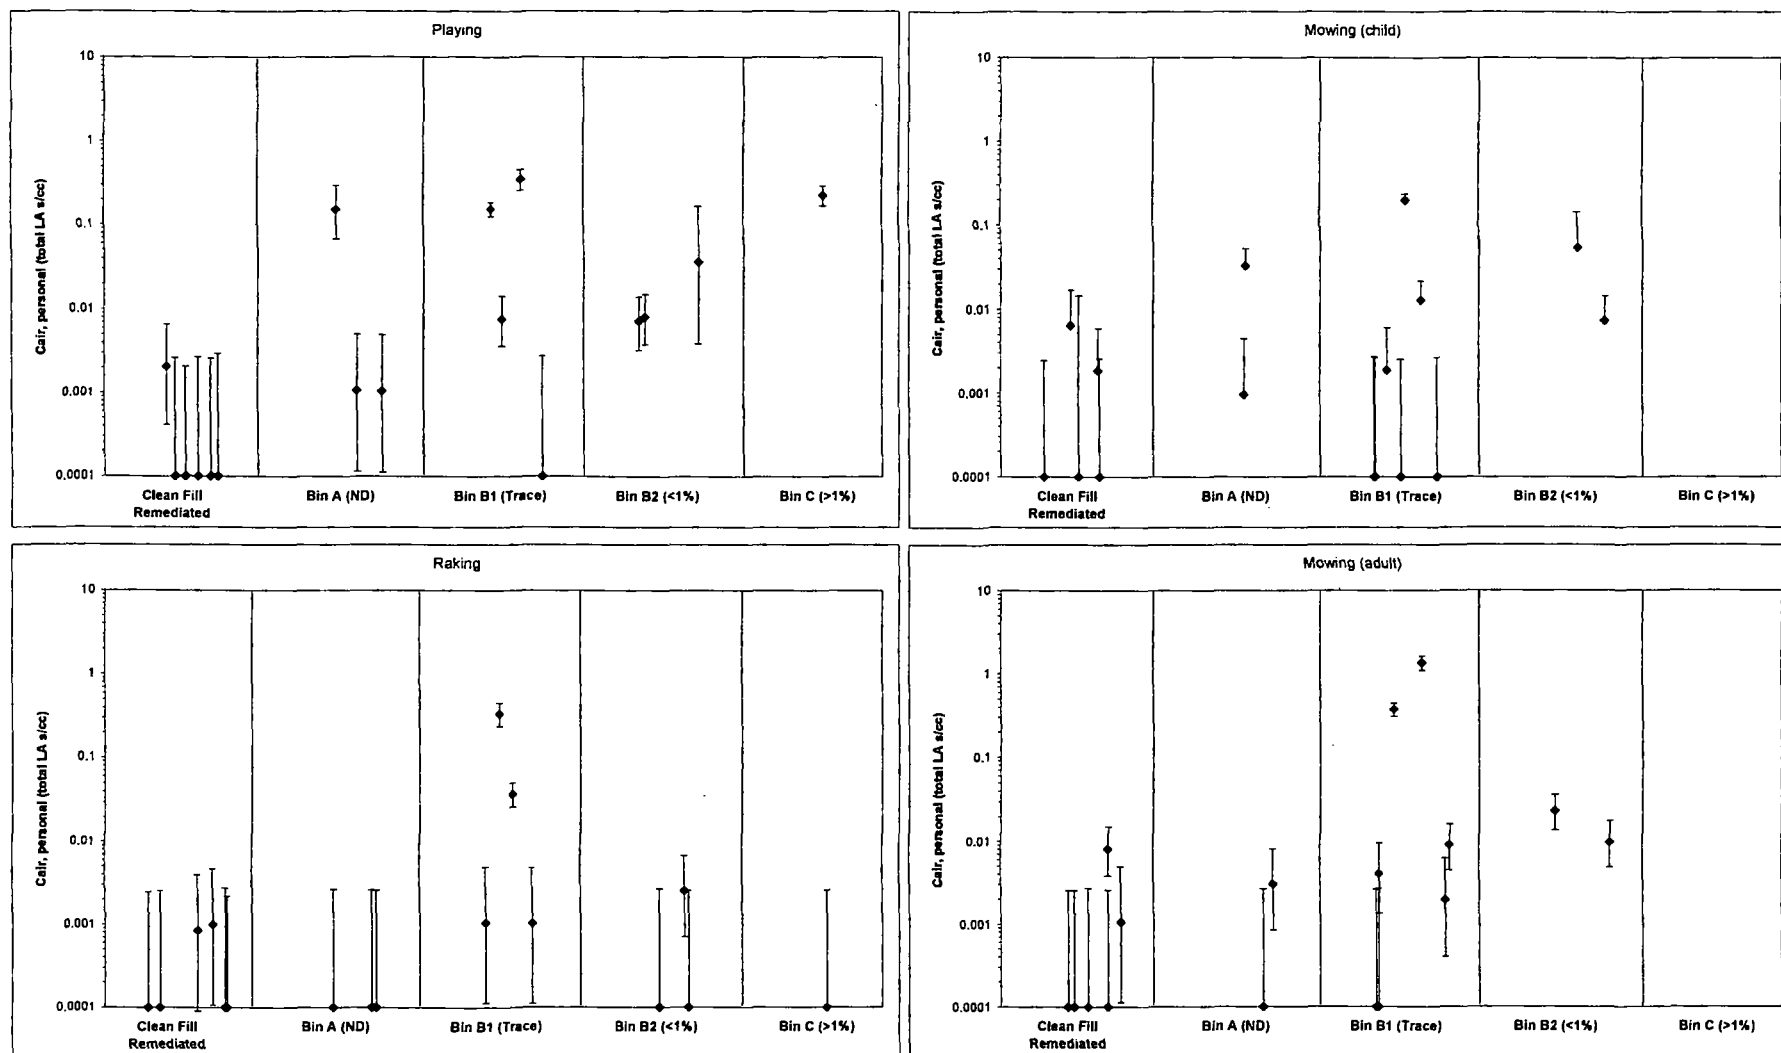 Playing
Cair, personal (total LA s/cc)
10
1
0.1
0.01
0.001
0.0001
Clean Fill
Remediated
Bin A (ND)
Bin B1 (Trace)
Bin B2 (<1%)
Bin C (>1%)
Mowing (child)
Cair, personal (total LA s/cc)
10
1
0.1
0.01
0.001
0.0001
Clean Fill
Remediated
Bin A (ND)
Bin B1 (Trace)
Bin B2 (<1%)
Bin C (>1%)
Raking
Cair, personal (total LA s/cc)
10
1
0.1
0.01
0.001
0.0001
Clean Fill
Remediated
Bin A (ND)
Bin B1 (Trace)
Bin B2 (<1%)
Bin C (>1%)
Mowing (adult)
Cair, personal (total LA s/cc)
10
1
0.1
0.01
0.001
0.0001
Clean Fill
Remediated
Bin A (ND)
Bin B1 (Trace)
Bin B2 (<1%)
Bin C (>1%)